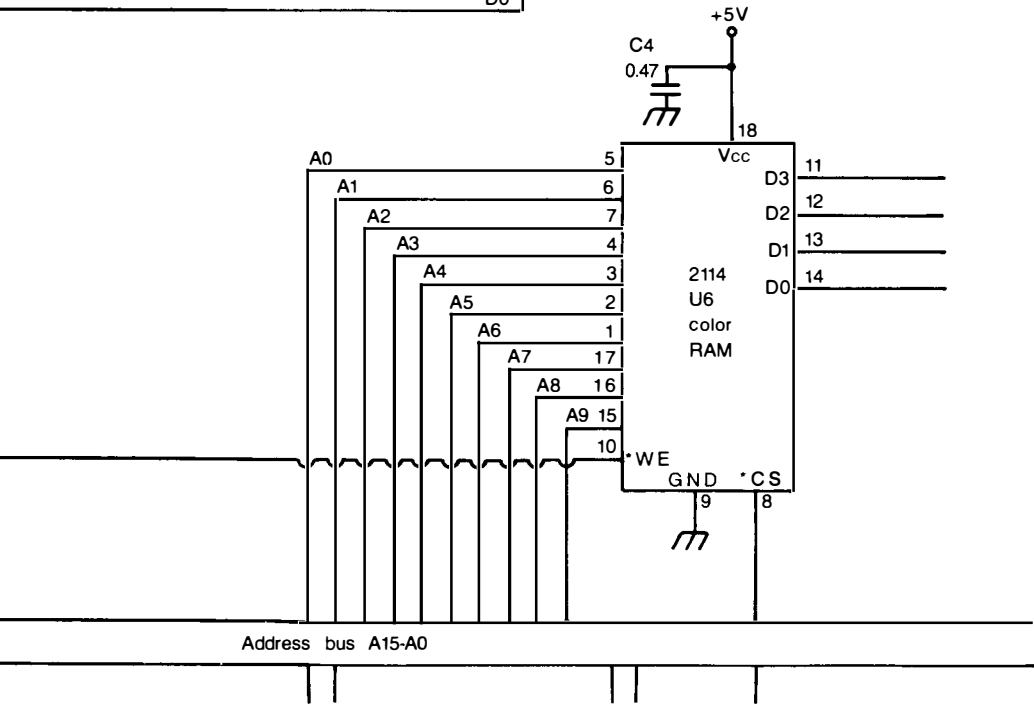 D0
+5V
C4
0.47
18
Vcc
A0 5
A1 6
A2 7
A3 4
A4 3
A5 2
A6 1
A7 17
A8 16
A9 15
10
*WE
D3 11
D2 12
D1 13
D0 14
2114
U6
color
RAM
GND
*CS
9
8
Address bus A15-A0